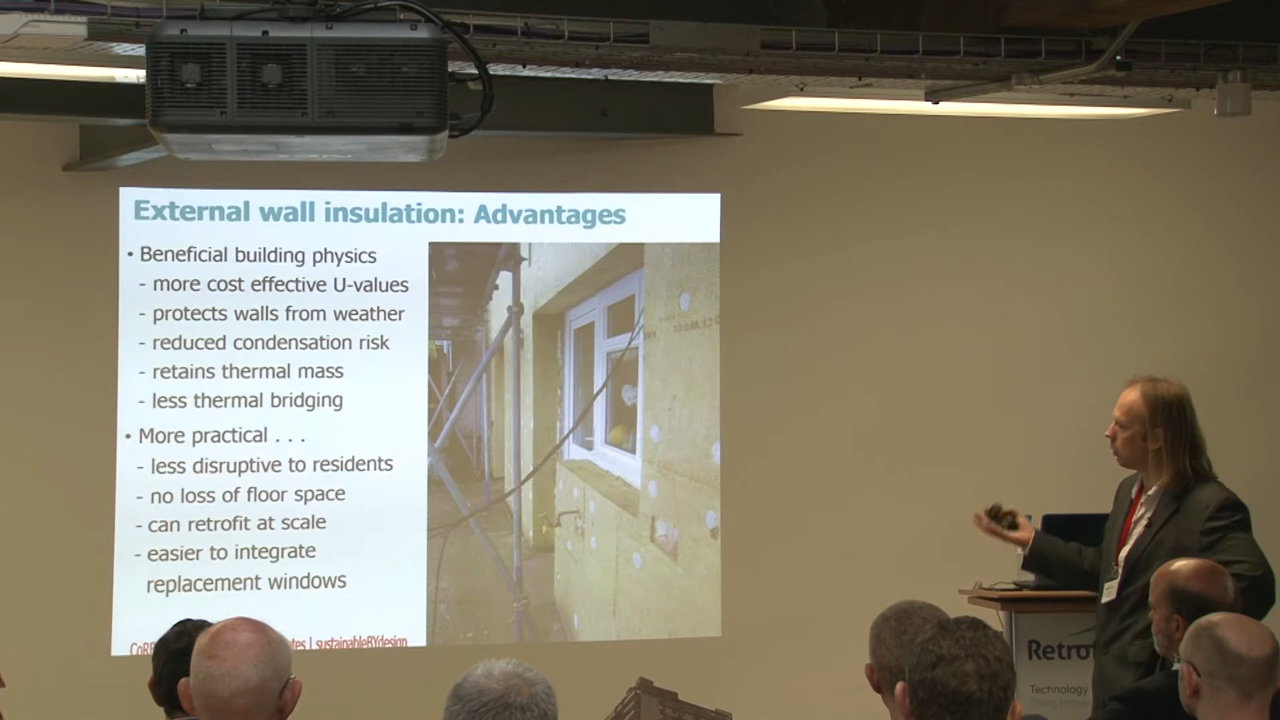 External wall insulation: Advantages
• Beneficial building physics
- more cost effective U-values
- protects walls from weather
- reduced condensation risk
- retains thermal mass
- less thermal bridging
• More practical . . .
- less disruptive to residents
- no loss of floor space
- can retrofit at scale
- easier to integrate
replacement windows
| sustainableBYdesign
Technology